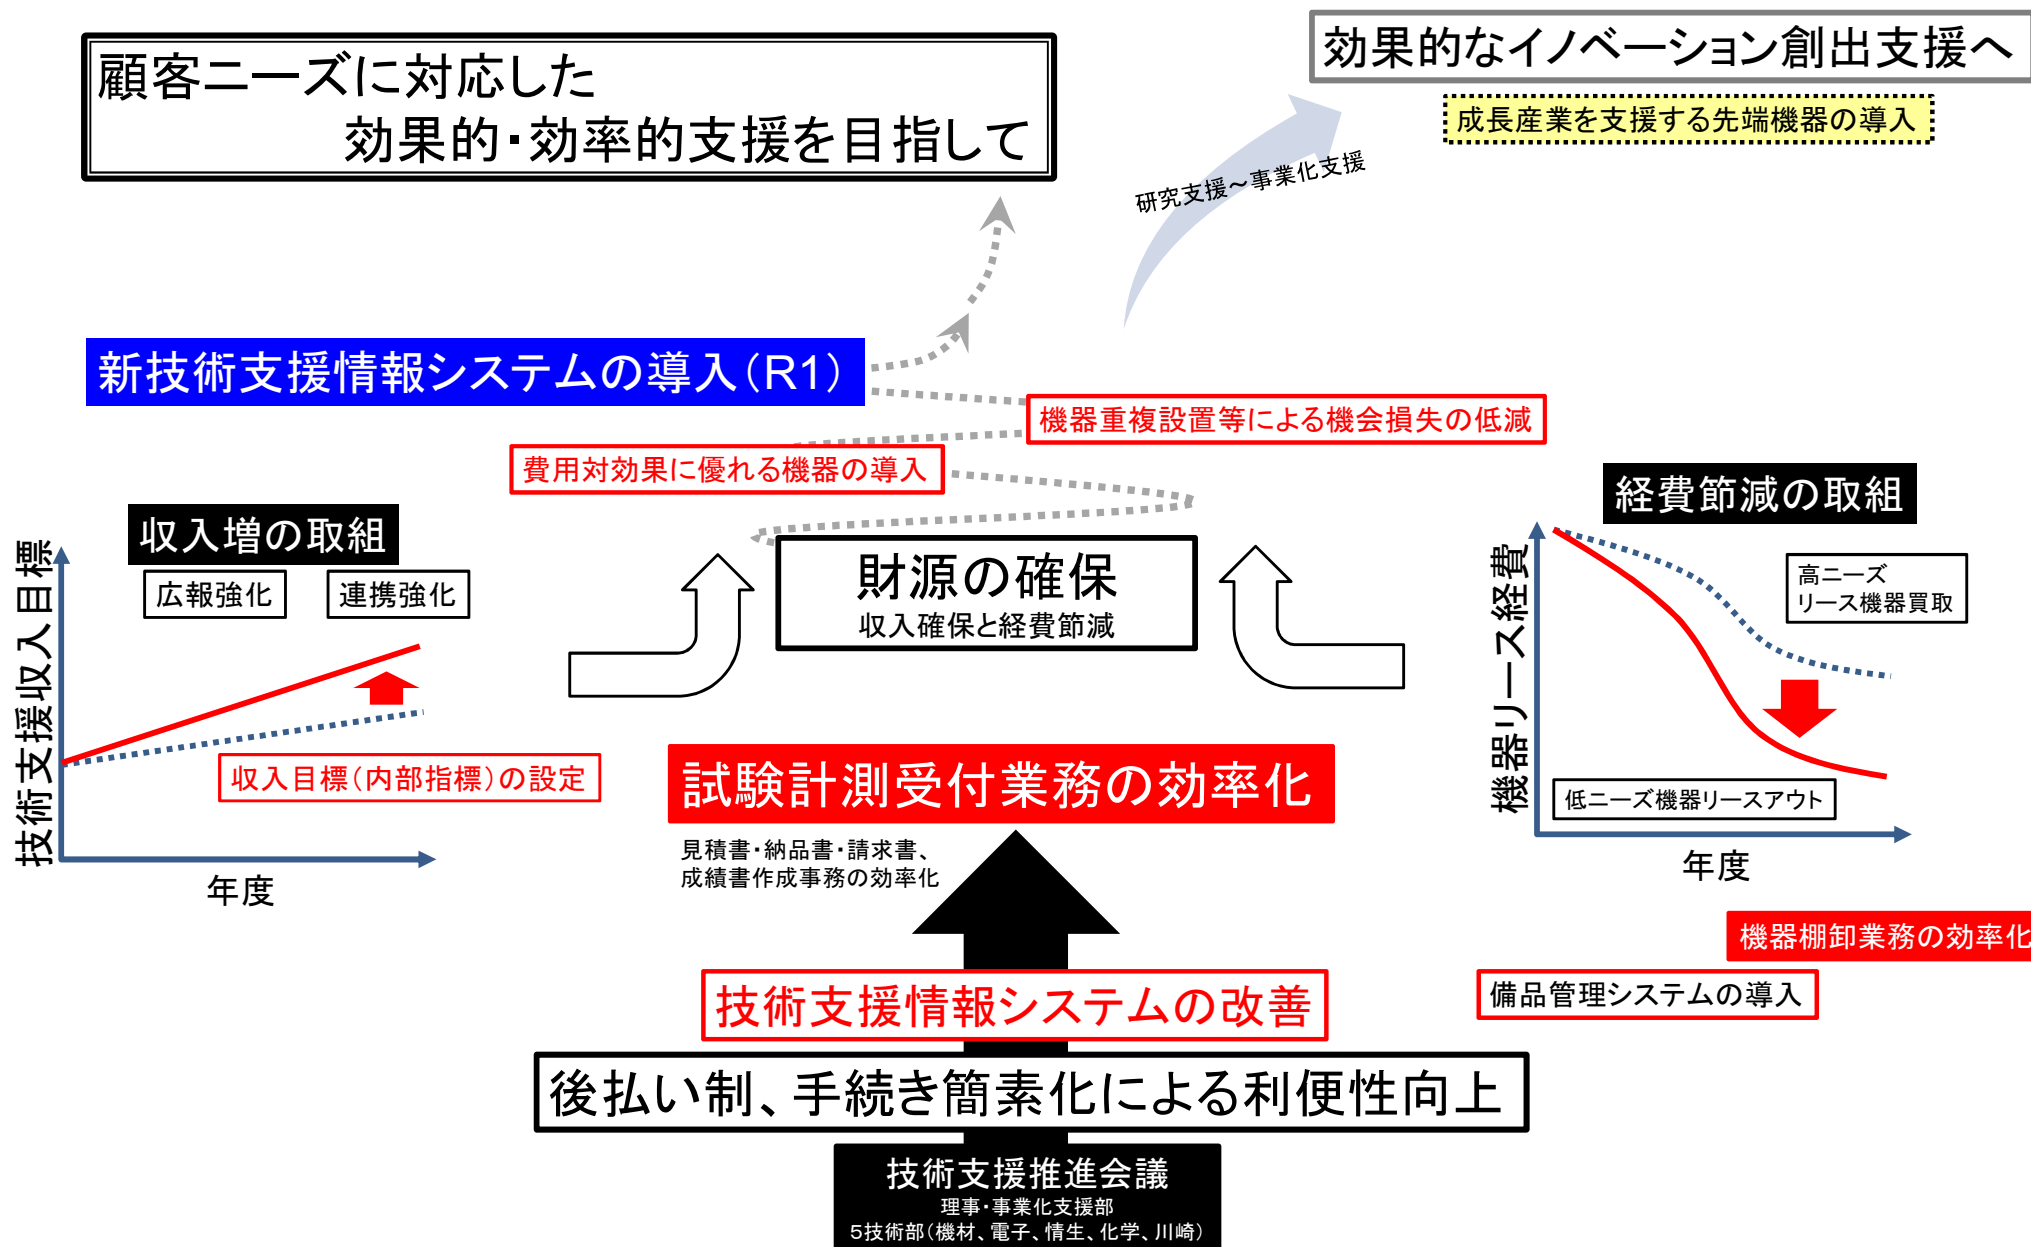 顧客ニーズに対応した
効果的・効率的支援を目指して
効果的なイノベーション創出支援へ
成長産業を支援する先端機器の導入
研究支援～事業化支援
新技術支援情報システムの導入（R1）
機器重複設置等による機会損失の低減
費用対効果に優れる機器の導入
収入増の取組
広報強化
連携強化
技術支援収入目標
収入目標（内部指標）の設定
年度
財源の確保
収入確保と経費節減
経費節減の取組
高ニーズ
リース機器買取
機器リース経費
低ニーズ機器リースアウト
年度
試験計測受付業務の効率化
見積書・納品書・請求書、
成績書作成事務の効率化
機器棚卸業務の効率化
備品管理システムの導入
技術支援情報システムの改善
後払い制、手続き簡素化による利便性向上
技術支援推進会議
理事・事業化支援部
５技術部（機材、電子、情生、化学、川崎）